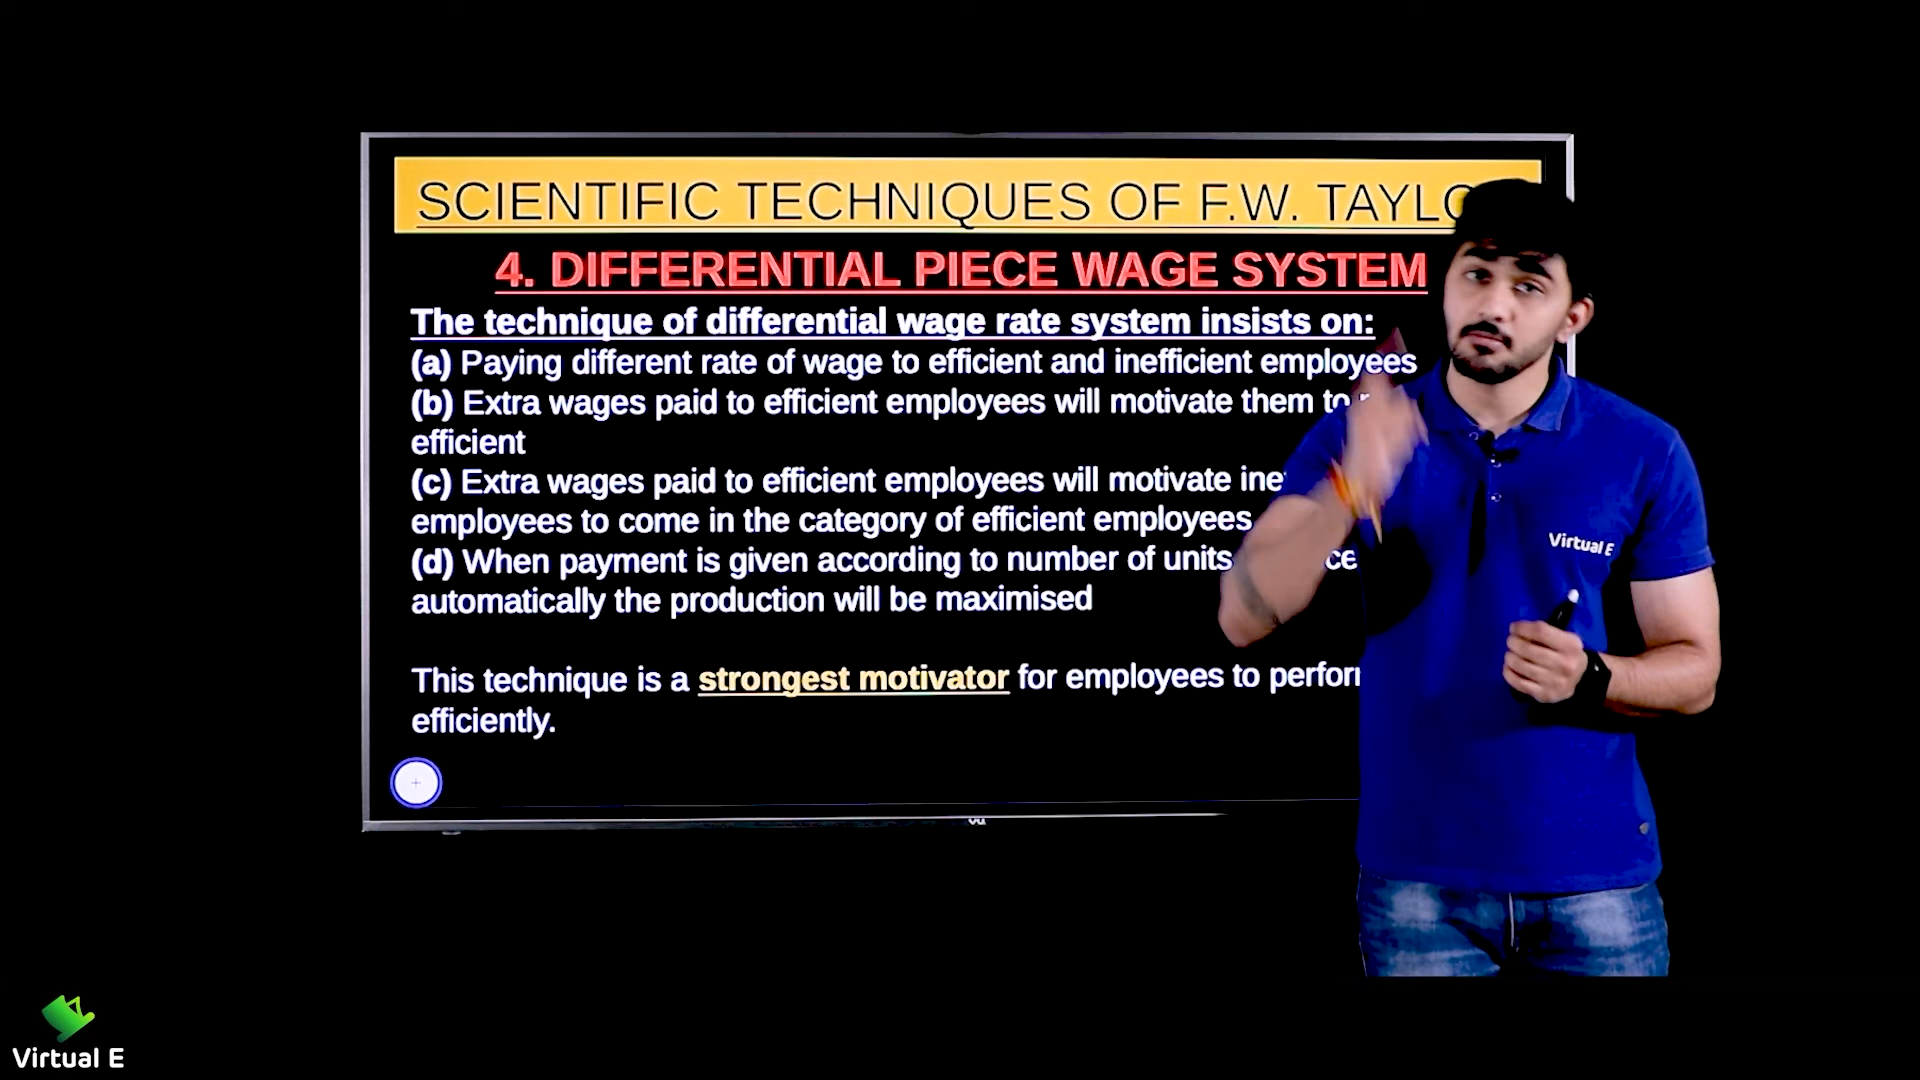 SCIENTIFIC TECHNIQUES OF F.W.
4. DIFFERENTIAL PIECE WAGE SYSTEM
The technique of differential wage rate system insists on:
(a) Paying different rate of wage to efficient and inefficient employees
(b) Extra wages paid to efficient employees will motivate them to
efficient
(c) Extra wages paid to efficient employees will motivate
employees to come in the category of efficient employees
(d) When payment is given according to number of units
automatically the production will be maximised
This technique is a strongest motivator for employees to
efficiently.
Virtual E
Virtual E